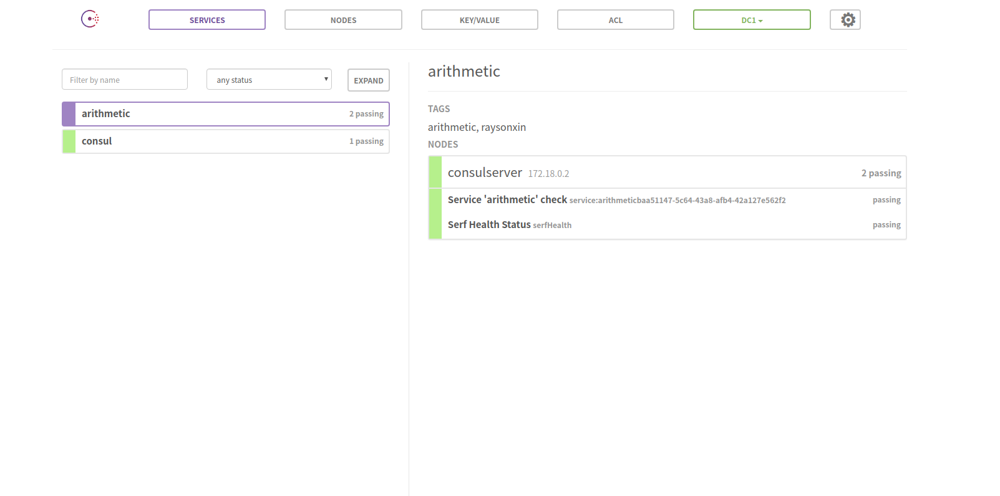 SERVICES NODES KEY/VALUE ACL DC1
Filter by name any status EXPAND
arithmetic 2 passing
consul 1 passing
arithmetic
TAGS
arithmetic, raysonxin
NODES
consulserver 172.18.0.2 2 passing
Service 'arithmetic' check service:arithmeticbaa51147-5c64-43a8-afb4-42a127e562f2 passing
Serf Health Status serfHealth passing